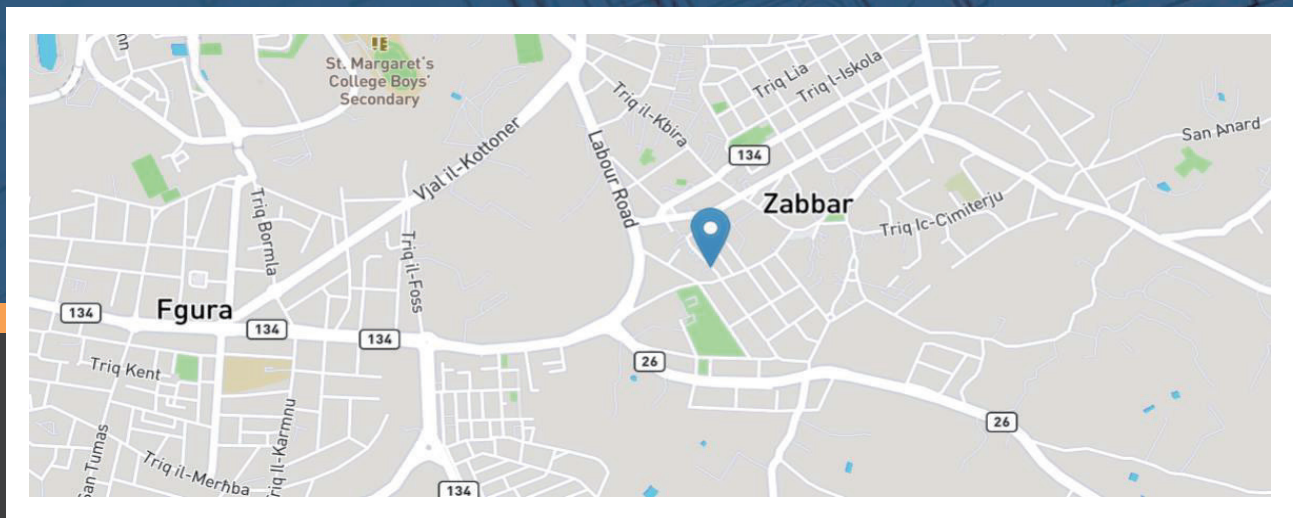 St. Margaret's
College Boys'
Secondary
Triq il-Kbira
Triq Lia
Triq l-Iskola
San Anard
134
Labour Road
Vjal il-Kottoner
Zabbar
Triq Ic-Cimiterju
Triq Bormla
Triq il-Foss
134
Fgura
134
134
26
Triq Kent
26
San Tumas
Triq il-Merħba
Triq Il-Karmnu
134